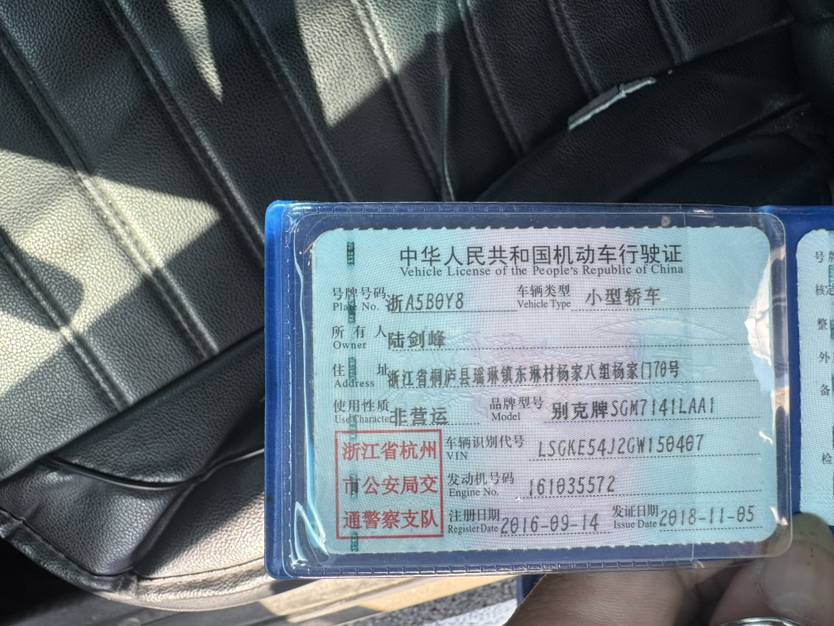 中华人民共和国机动车行驶证
Vehicle License of the People's Republic of China
号牌号码 浙A5B0Y8 车辆类型 小型轿车
Plate No. Vehicle Type
所有人 陆剑峰
Owner
住址 浙江省桐庐县瑶琳镇东琳村杨家八组杨家门70号
Address
使用性质 非营运 品牌型号 别克牌SGM7141LAA1
Use Character Model
浙江省杭州
市公安局交
通警察支队
车辆识别代号 LSGKE54J2GW150407
VIN
发动机号码 161035572
Engine No.
注册日期 2016-09-14 发证日期 2018-11-05
Register Date Issue Date
号牌
核定
整
外
备
检